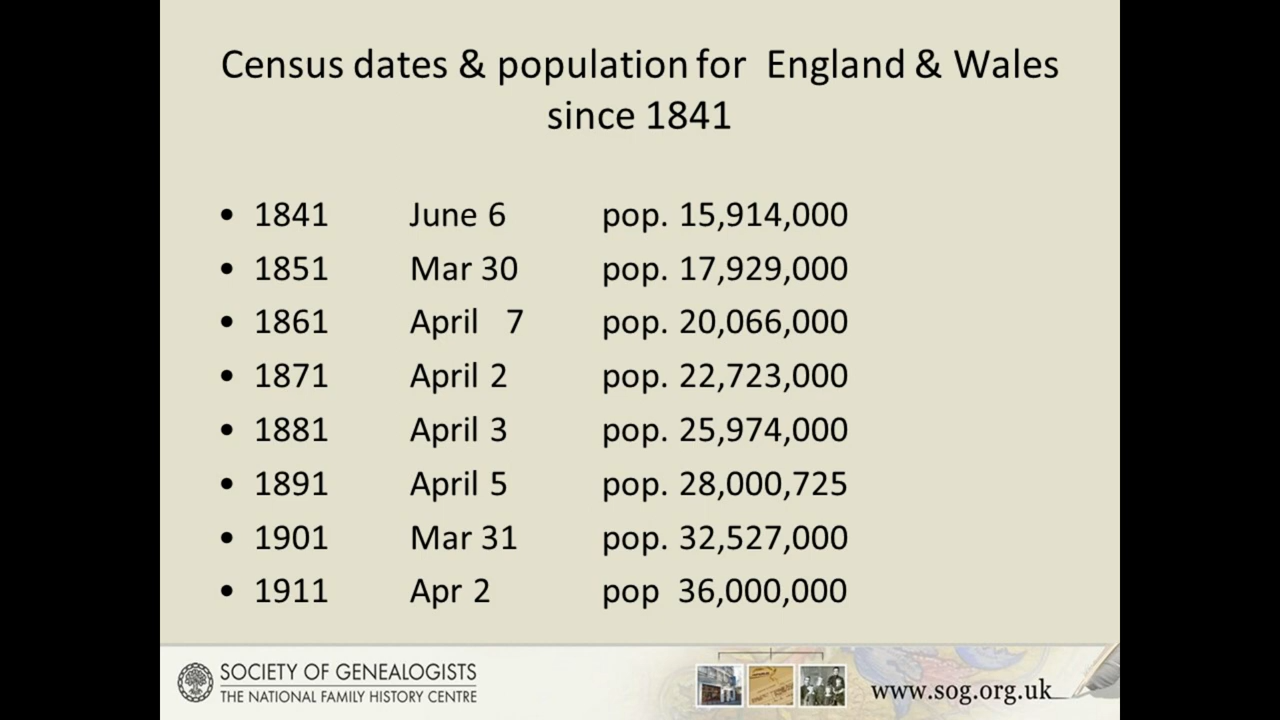 Census dates & population for England & Wales
since 1841
• 1841 June 6 pop. 15,914,000
• 1851 Mar 30 pop. 17,929,000
• 1861 April 7 pop. 20,066,000
• 1871 April 2 pop. 22,723,000
• 1881 April 3 pop. 25,974,000
• 1891 April 5 pop. 28,000,725
• 1901 Mar 31 pop. 32,527,000
• 1911 Apr 2 pop 36,000,000
SOCIETY OF GENEALOGISTS
THE NATIONAL FAMILY HISTORY CENTRE
www.sog.org.uk